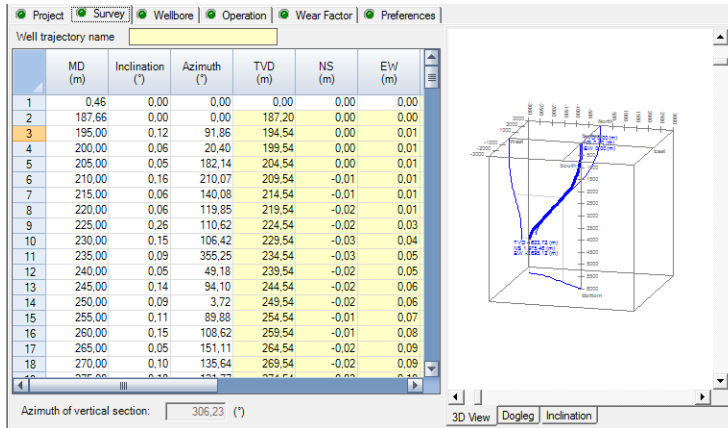 Project Survey Wellbore Operation Wear Factor Preferences
Well trajectory name
MD (m) Inclination (°) Azimuth (°) TVD (m) NS (m) EW (m)
1 0,46 0,00 0,00 0,00 0,00 0,00
2 187,66 0,00 0,00 187,20 0,00 0,00
3 195,00 0,12 91,86 194,54 0,00 0,01
4 200,00 0,06 20,40 199,54 0,00 0,01
5 205,00 0,05 182,14 204,54 0,00 0,01
6 210,00 0,16 210,07 209,54 -0,01 0,01
7 215,00 0,06 140,08 214,54 -0,01 0,01
8 220,00 0,06 119,85 219,54 -0,02 0,01
9 225,00 0,26 110,62 224,54 -0,02 0,03
10 230,00 0,15 106,42 229,54 -0,03 0,04
11 235,00 0,09 355,25 234,54 -0,03 0,05
12 240,00 0,05 49,18 239,54 -0,02 0,05
13 245,00 0,14 94,10 244,54 -0,02 0,06
14 250,00 0,09 3,72 249,54 -0,02 0,06
15 255,00 0,11 89,88 254,54 -0,01 0,07
16 260,00 0,15 108,62 259,54 -0,01 0,08
17 265,00 0,05 151,11 264,54 -0,02 0,09
18 270,00 0,10 135,64 269,54 -0,02 0,09
Azimuth of vertical section: 306,23 (°)
North
West
East
South
Bottom
3D View Dogleg Inclination